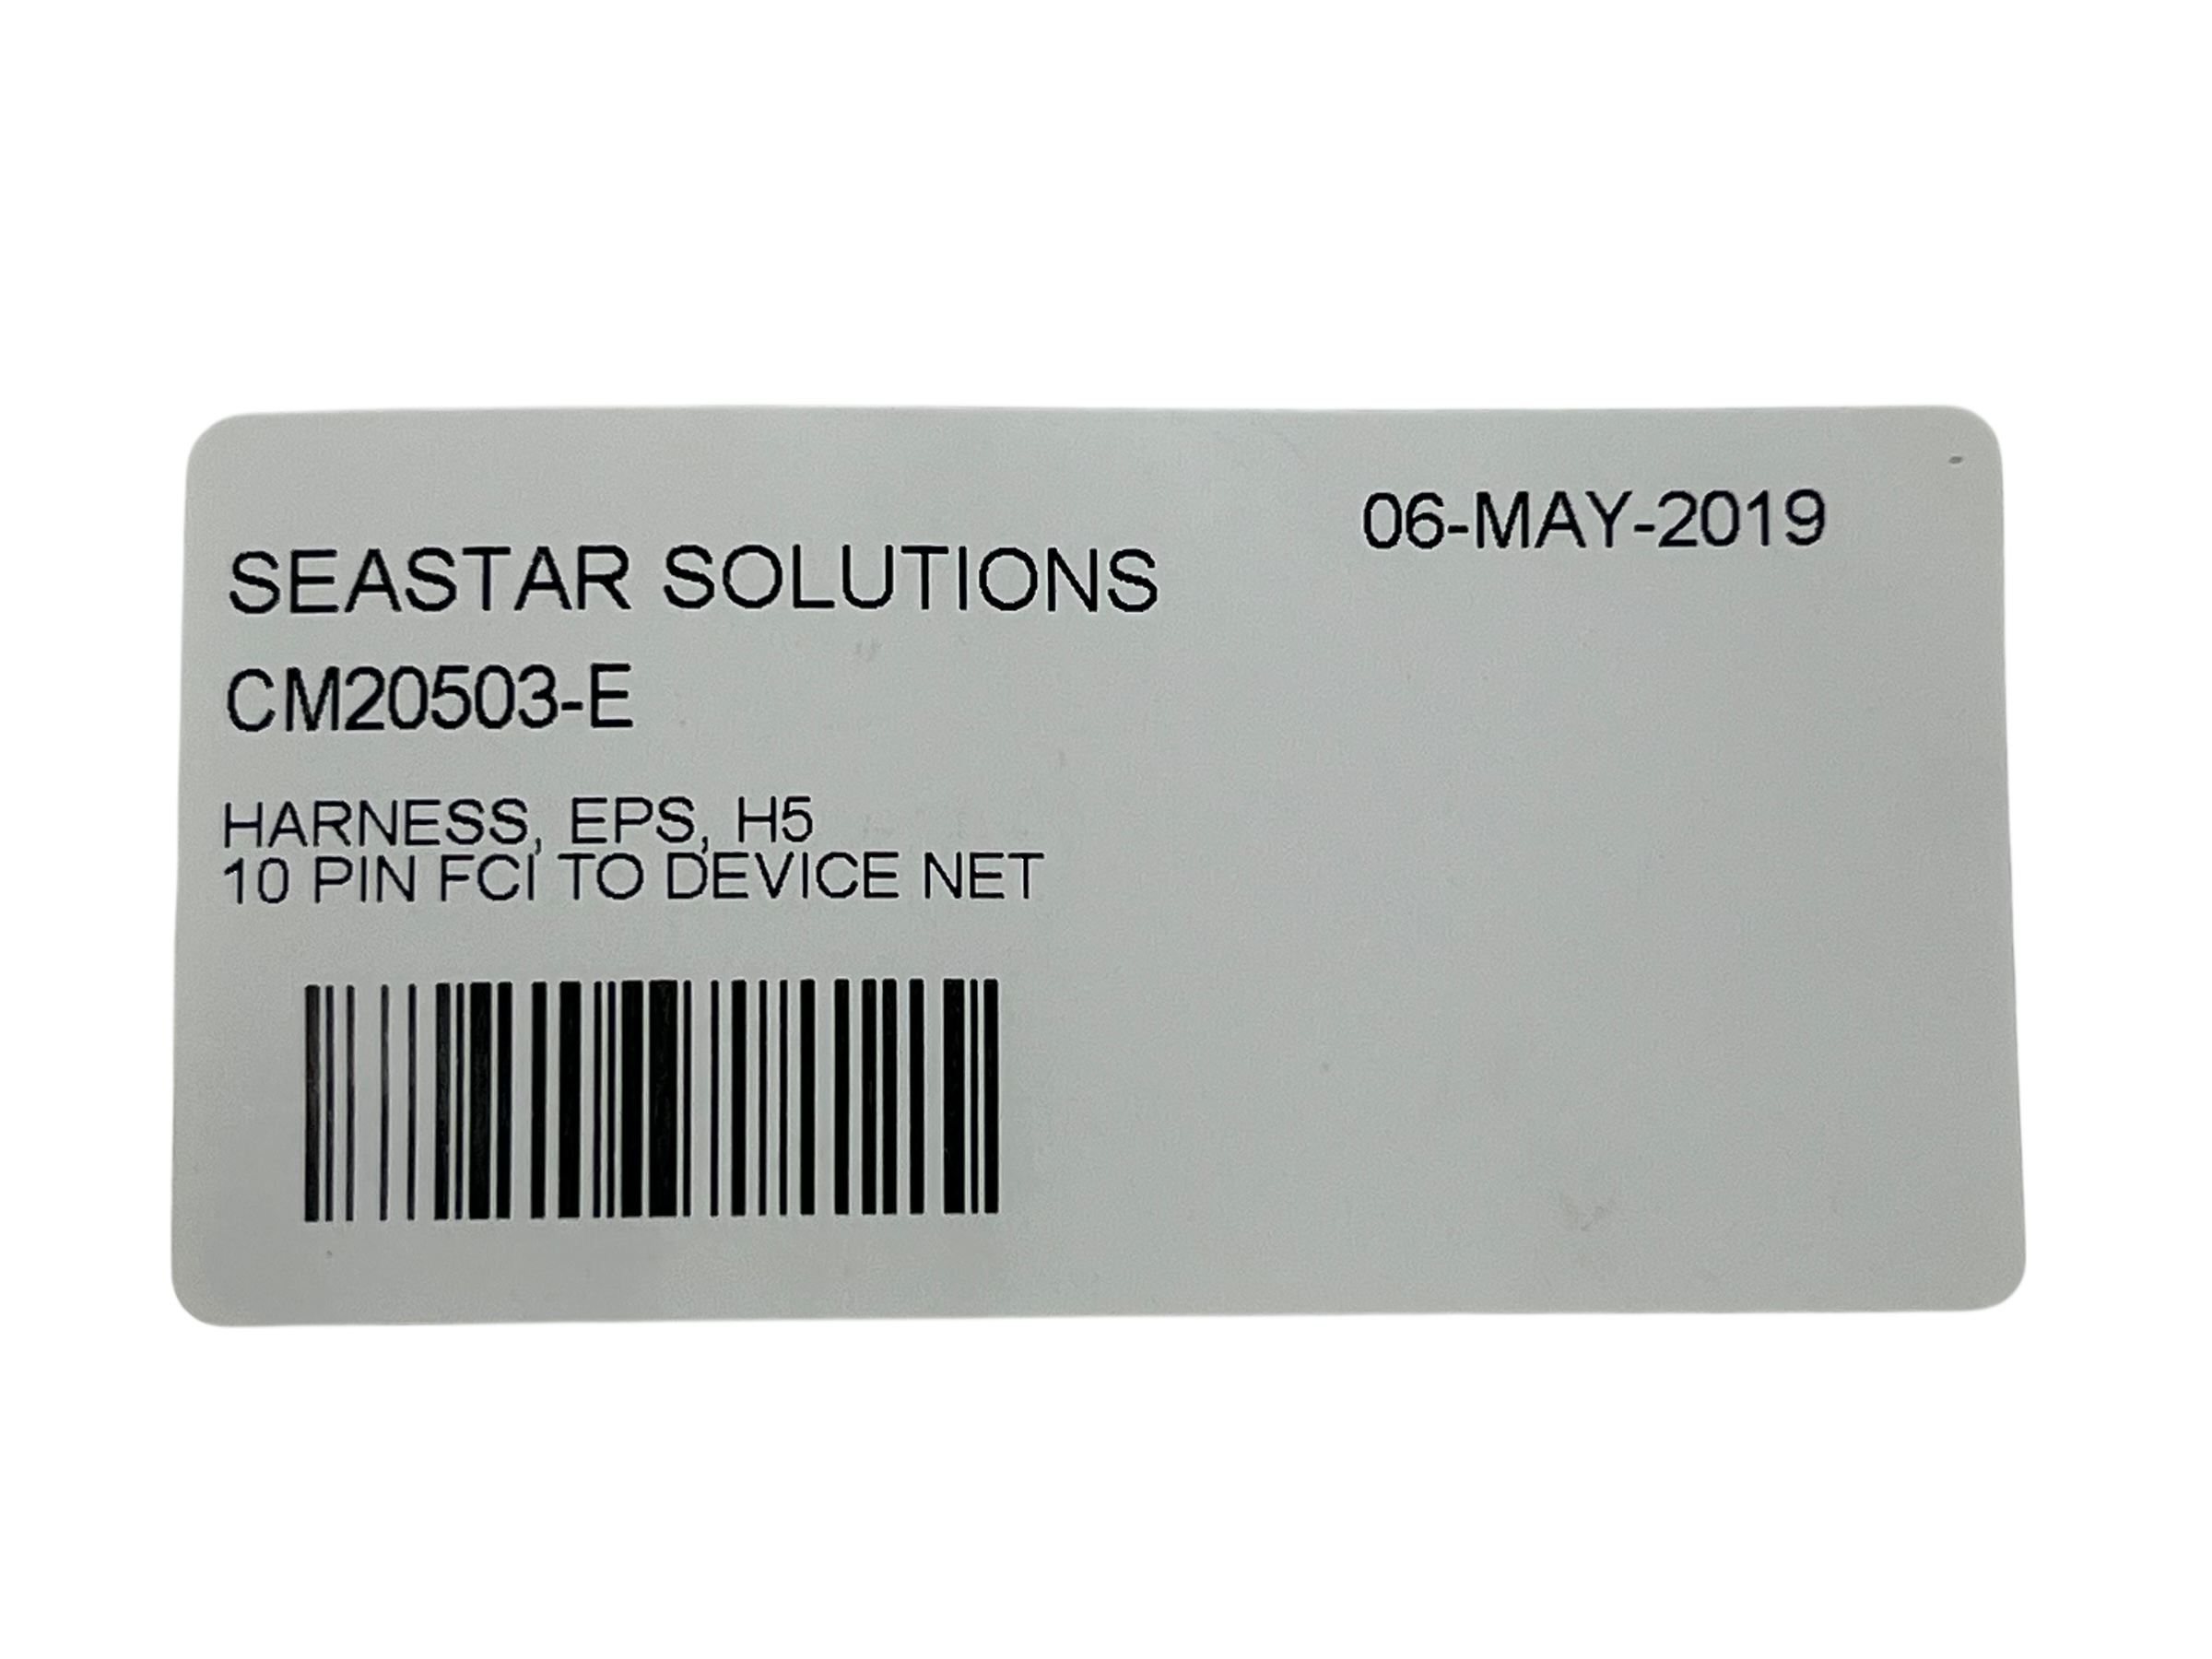 06-MAY-2019
SEASTAR SOLUTIONS
CM20503-E
HARNESS, EPS, H5
10 PIN FCI TO DEVICE NET